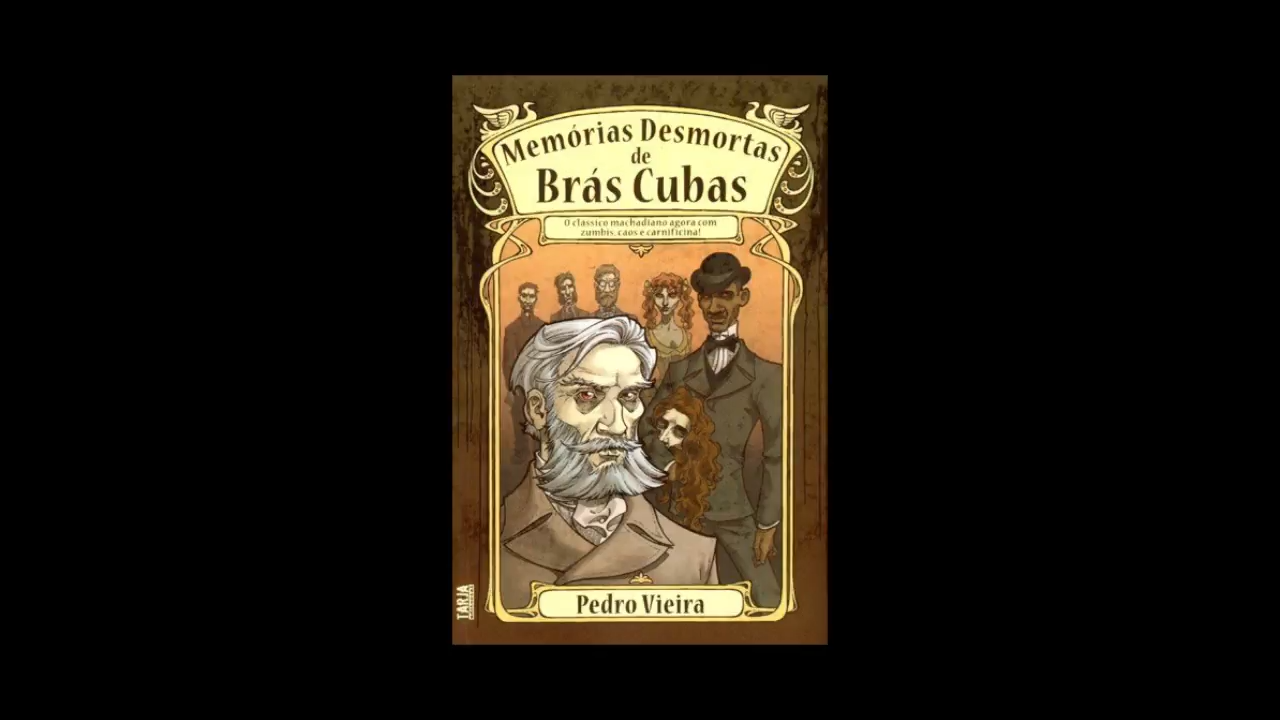 Memórias Desmortas
de
Brás Cubas
O clássico machadiano agora com
zumbis, caos e carnificina!
Pedro Vieira
TARJA